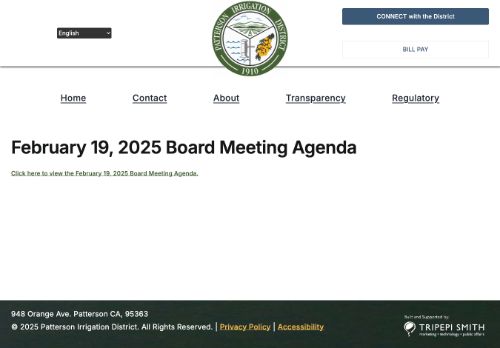 English
PATTERSON IRRIGATION DISTRICT
1910
CONNECT with the District
BILL PAY
Home
Contact
About
Transparency
Regulatory
February 19, 2025 Board Meeting Agenda
Click here to view the February 19, 2025 Board Meeting Agenda.
948 Orange Ave. Patterson CA, 95363
© 2025 Patterson Irrigation District. All Rights Reserved. | Privacy Policy | Accessibility
Built and Supported by:
TRIPEPI SMITH
marketing • technology • public affairs